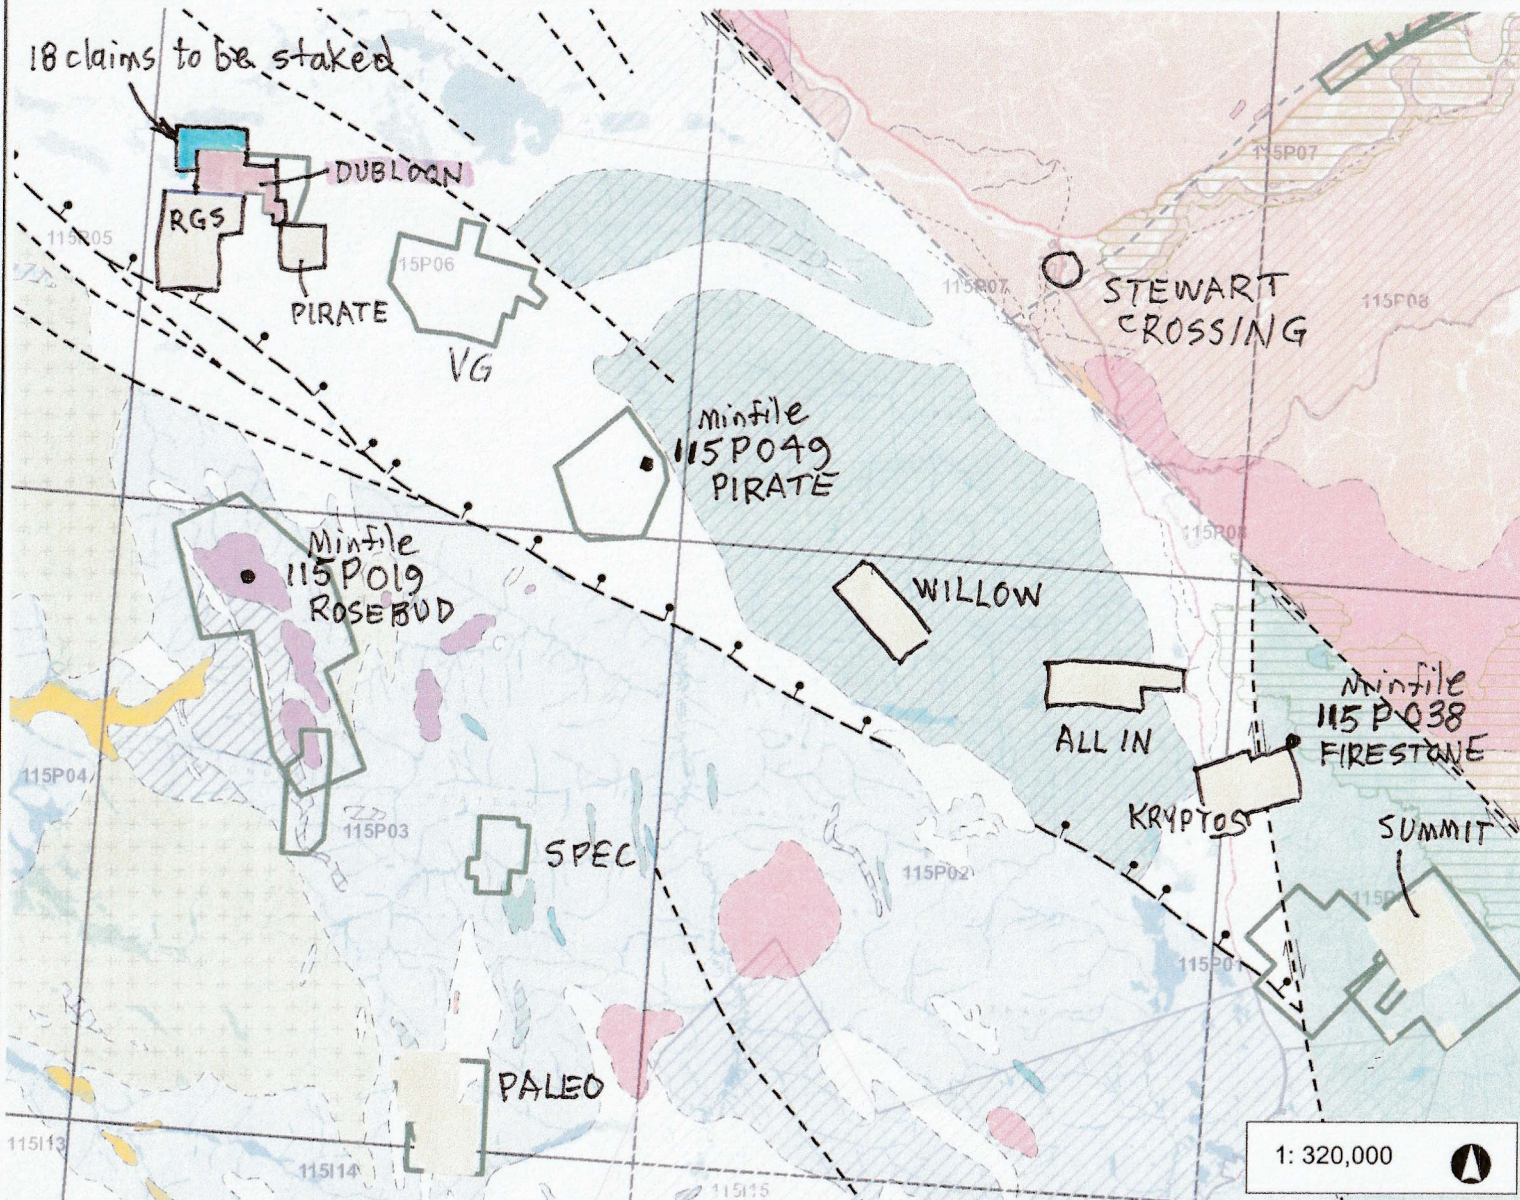 18 claims to be staked
DUBLOON
RGS
115P05
15P06
PIRATE
VG
115P07
115P07
STEWART
CROSSING
115P08
Minfile
115P049
PIRATE
115P08
Minfile
115P019
ROSEBUD
WILLOW
Minfile
115P038
FIRESTONE
ALL IN
KRYPTOS
SUMMIT
115P04
115P03
SPEC
115P02
115P01
PALEO
115I13
115I14
115I15
1: 320,000